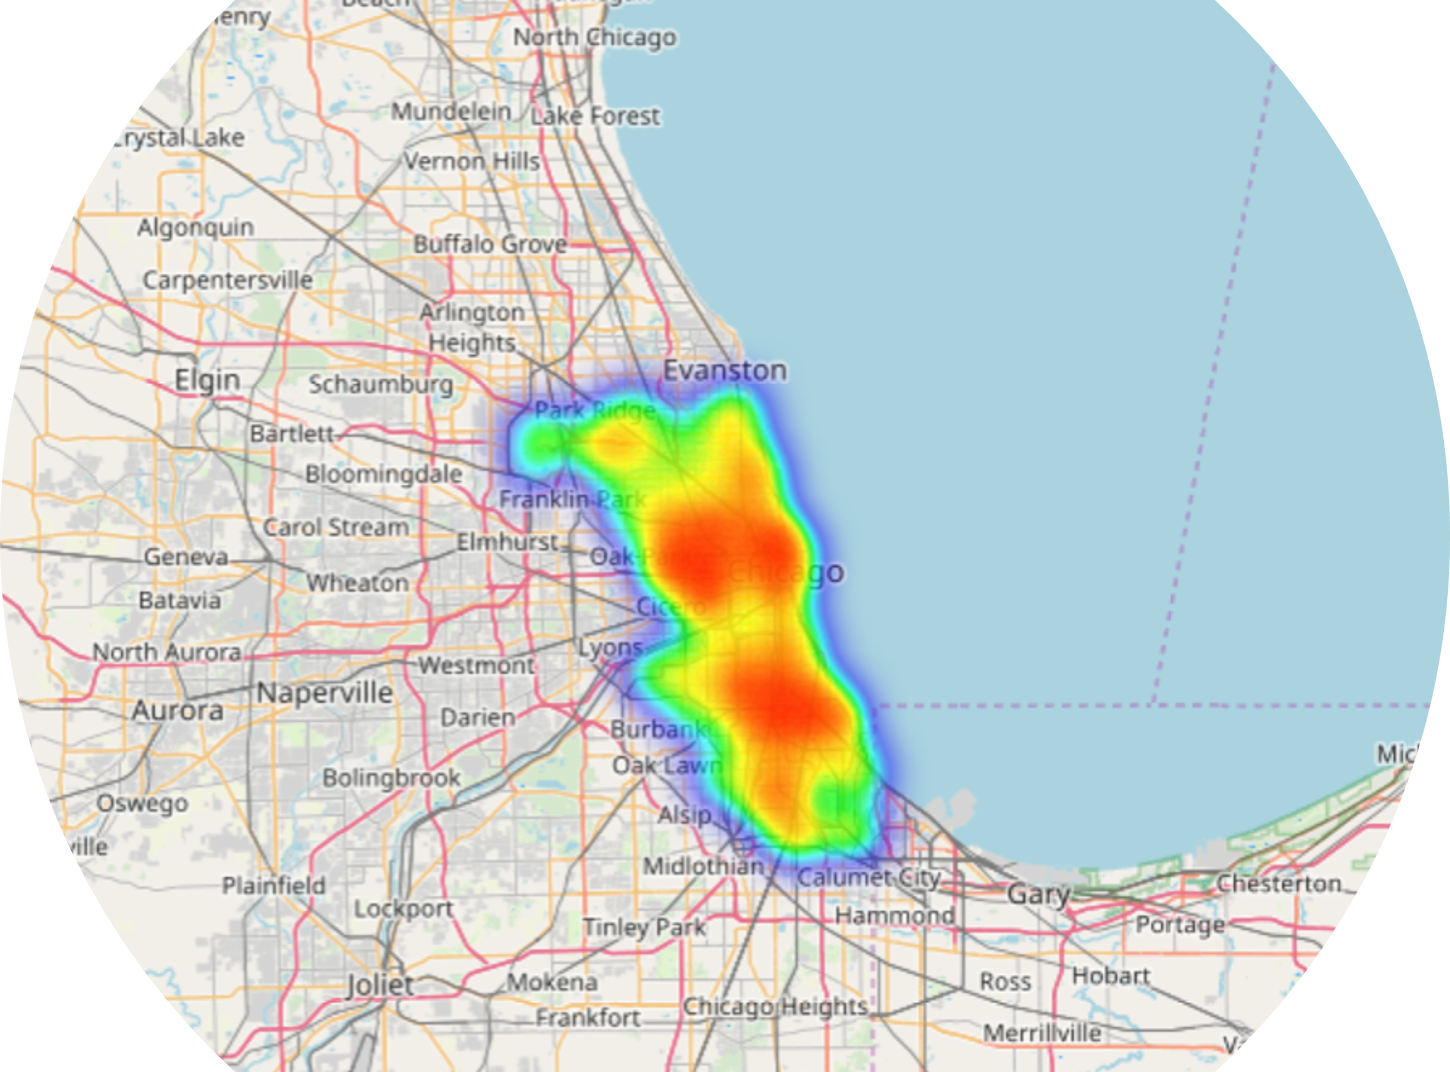 North Chicago
Mundelein
Lake Forest
Crystal Lake
Vernon Hills
Algonquin
Buffalo Grove
Carpentersville
Arlington
Heights
Evanston
Elgin
Schaumburg
Park Ridge
Bartlett
Bloomingdale
Franklin Park
Carol Stream
Elmhurst
Geneva
Oak Park
Chicago
Wheaton
Batavia
Cicero
Lyons
North Aurora
Westmont
Naperville
Aurora
Darien
Burbank
Oak Lawn
Bolingbrook
Oswego
Alsip
ville
Midlothian
Calumet City
Plainfield
Chesterton
Gary
Lockport
Hammond
Tinley Park
Portage
Joliet
Mokena
Ross
Hobart
Chicago Heights
Frankfort
Merrillville